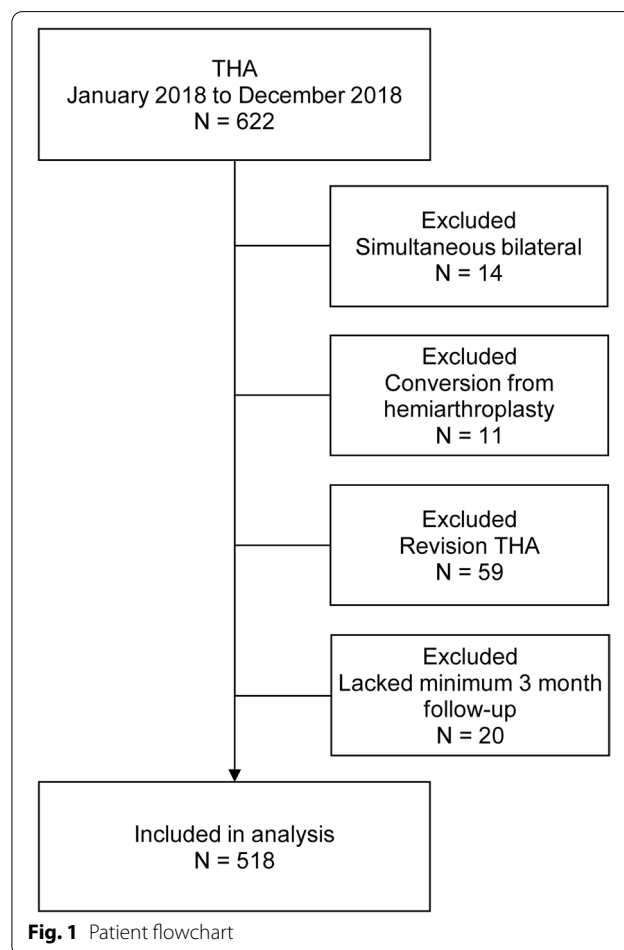 THA
January 2018 to December 2018
N = 622
Excluded
Simultaneous bilateral
N = 14
Excluded
Conversion from
hemiarthroplasty
N = 11
Excluded
Revision THA
N = 59
Excluded
Lacked minimum 3 month
follow-up
N = 20
Included in analysis
N = 518
Fig. 1 Patient flowchart